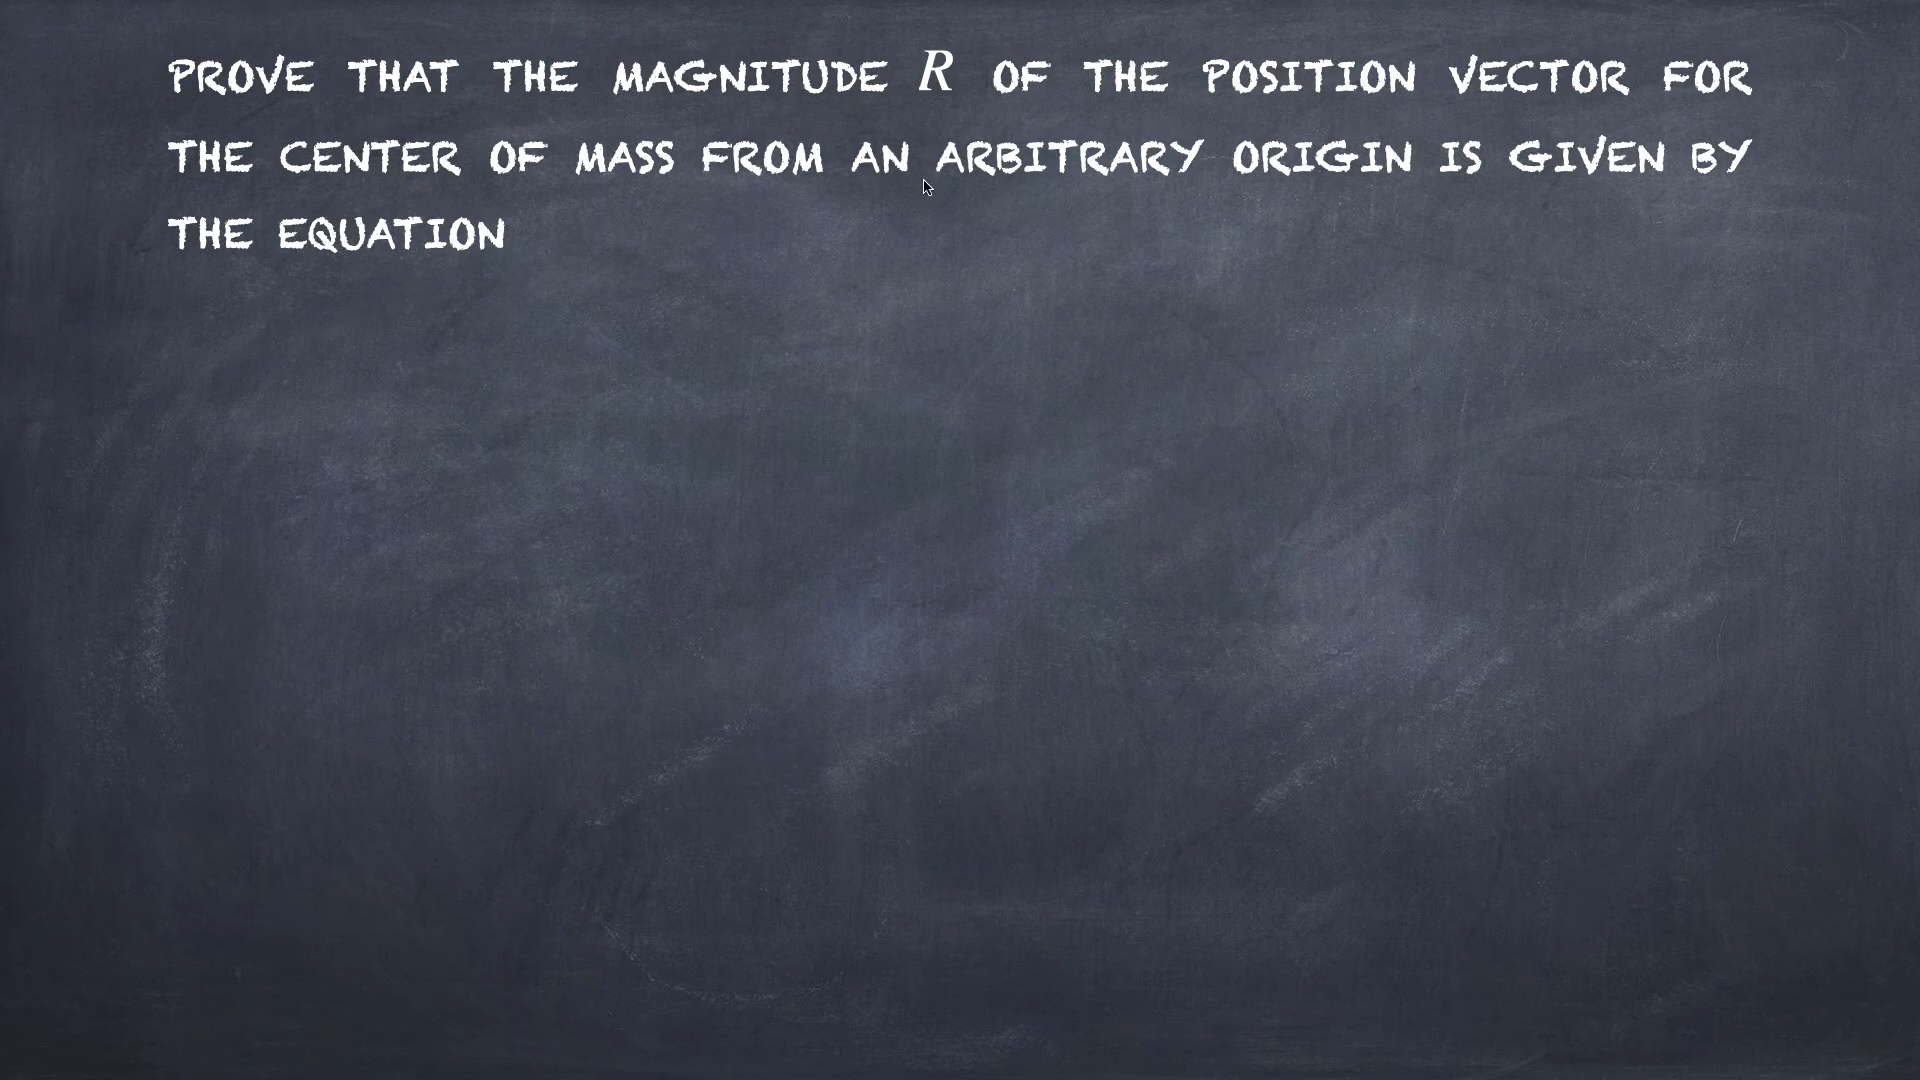 PROVE THAT THE MAGNITUDE R OF THE POSITION VECTOR FOR
THE CENTER OF MASS FROM AN ARBITRARY ORIGIN IS GIVEN BY
THE EQUATION